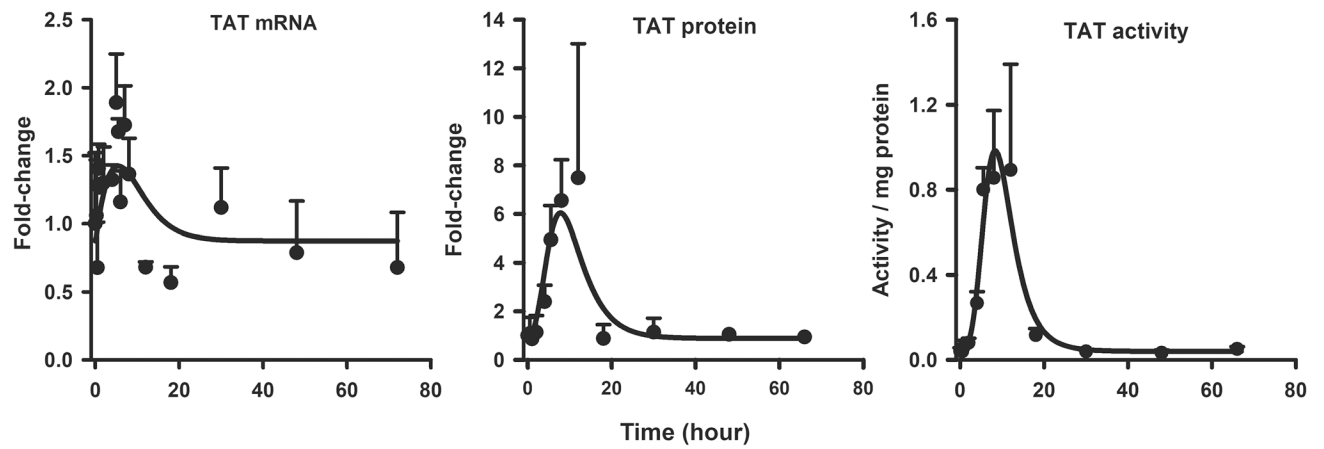 TAT mRNA
Fold-change
2.5
2.0
1.5
1.0
0.5
0.0
0 20 40 60 80
TAT protein
Fold-change
14
12
10
8
6
4
2
0
0 20 40 60 80
TAT activity
Activity / mg protein
1.6
1.2
0.8
0.4
0.0
0 20 40 60 80
Time (hour)